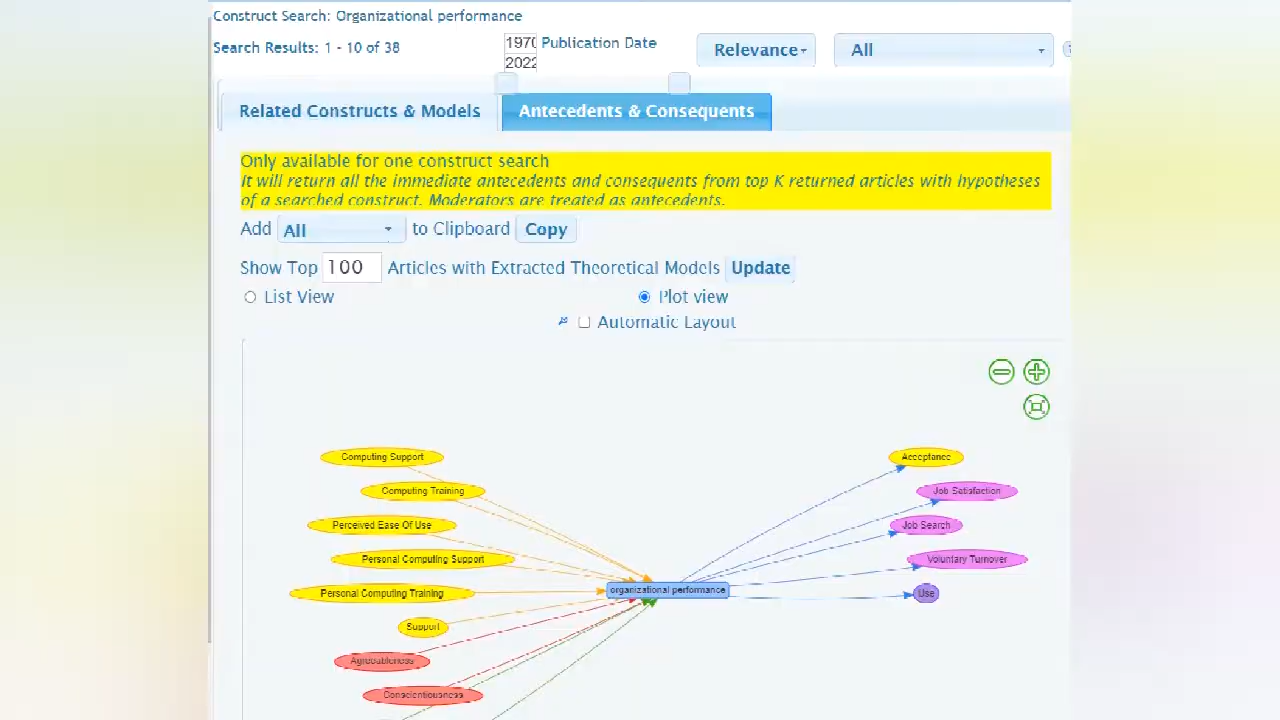 Construct Search: Organizational performance
Search Results: 1 - 10 of 38
1970 Publication Date
2022
Relevance
All
Related Constructs & Models
Antecedents & Consequents
Only available for one construct search
It will return all the immediate antecedents and consequents from top K returned articles with hypotheses
of a searched construct. Moderators are treated as antecedents.
Add All to Clipboard Copy
Show Top 100 Articles with Extracted Theoretical Models Update
List View
Plot view
Automatic Layout
Computing Support
Acceptance
Computing Training
Job Satisfaction
Perceived Ease Of Use
Job Search
Personal Computing Support
Voluntary Turnover
Personal Computing Training
organizational performance
Use
Support
Agreeableness
Conscientiousness